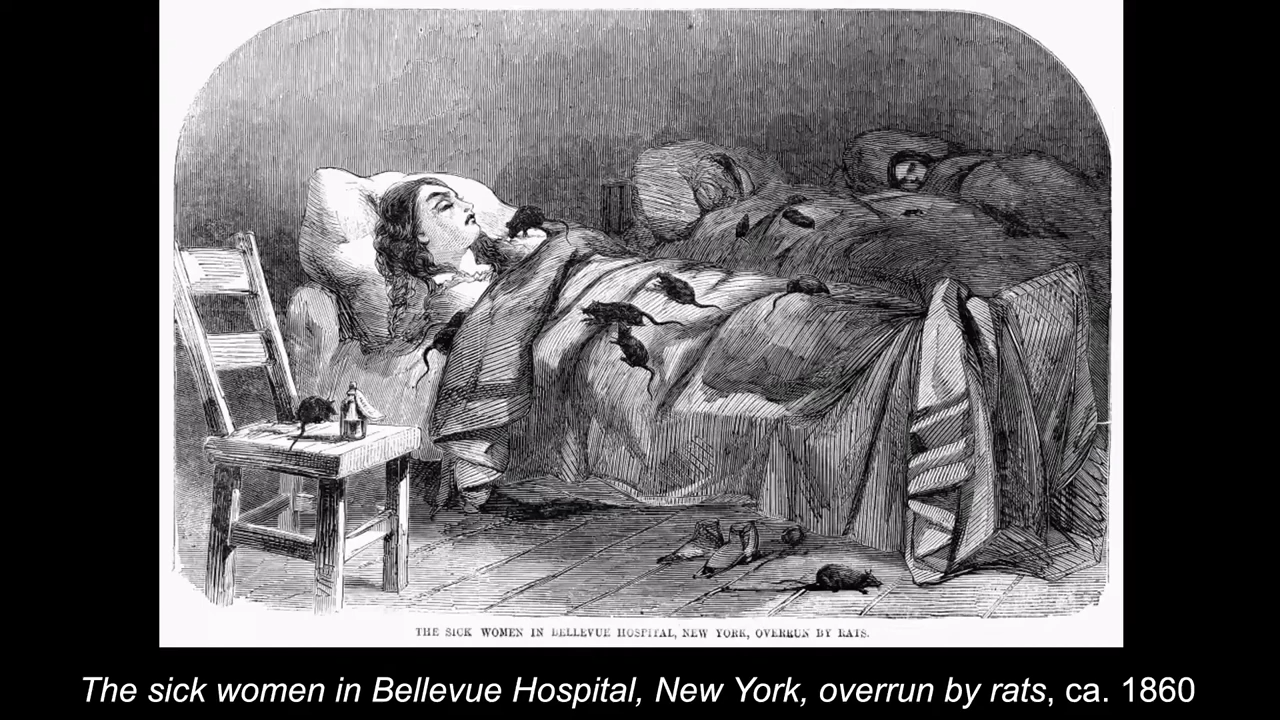 THE SICK WOMEN IN BELLEVUE HOSPITAL, NEW YORK, OVERRUN BY RATS.
The sick women in Bellevue Hospital, New York, overrun by rats, ca. 1860